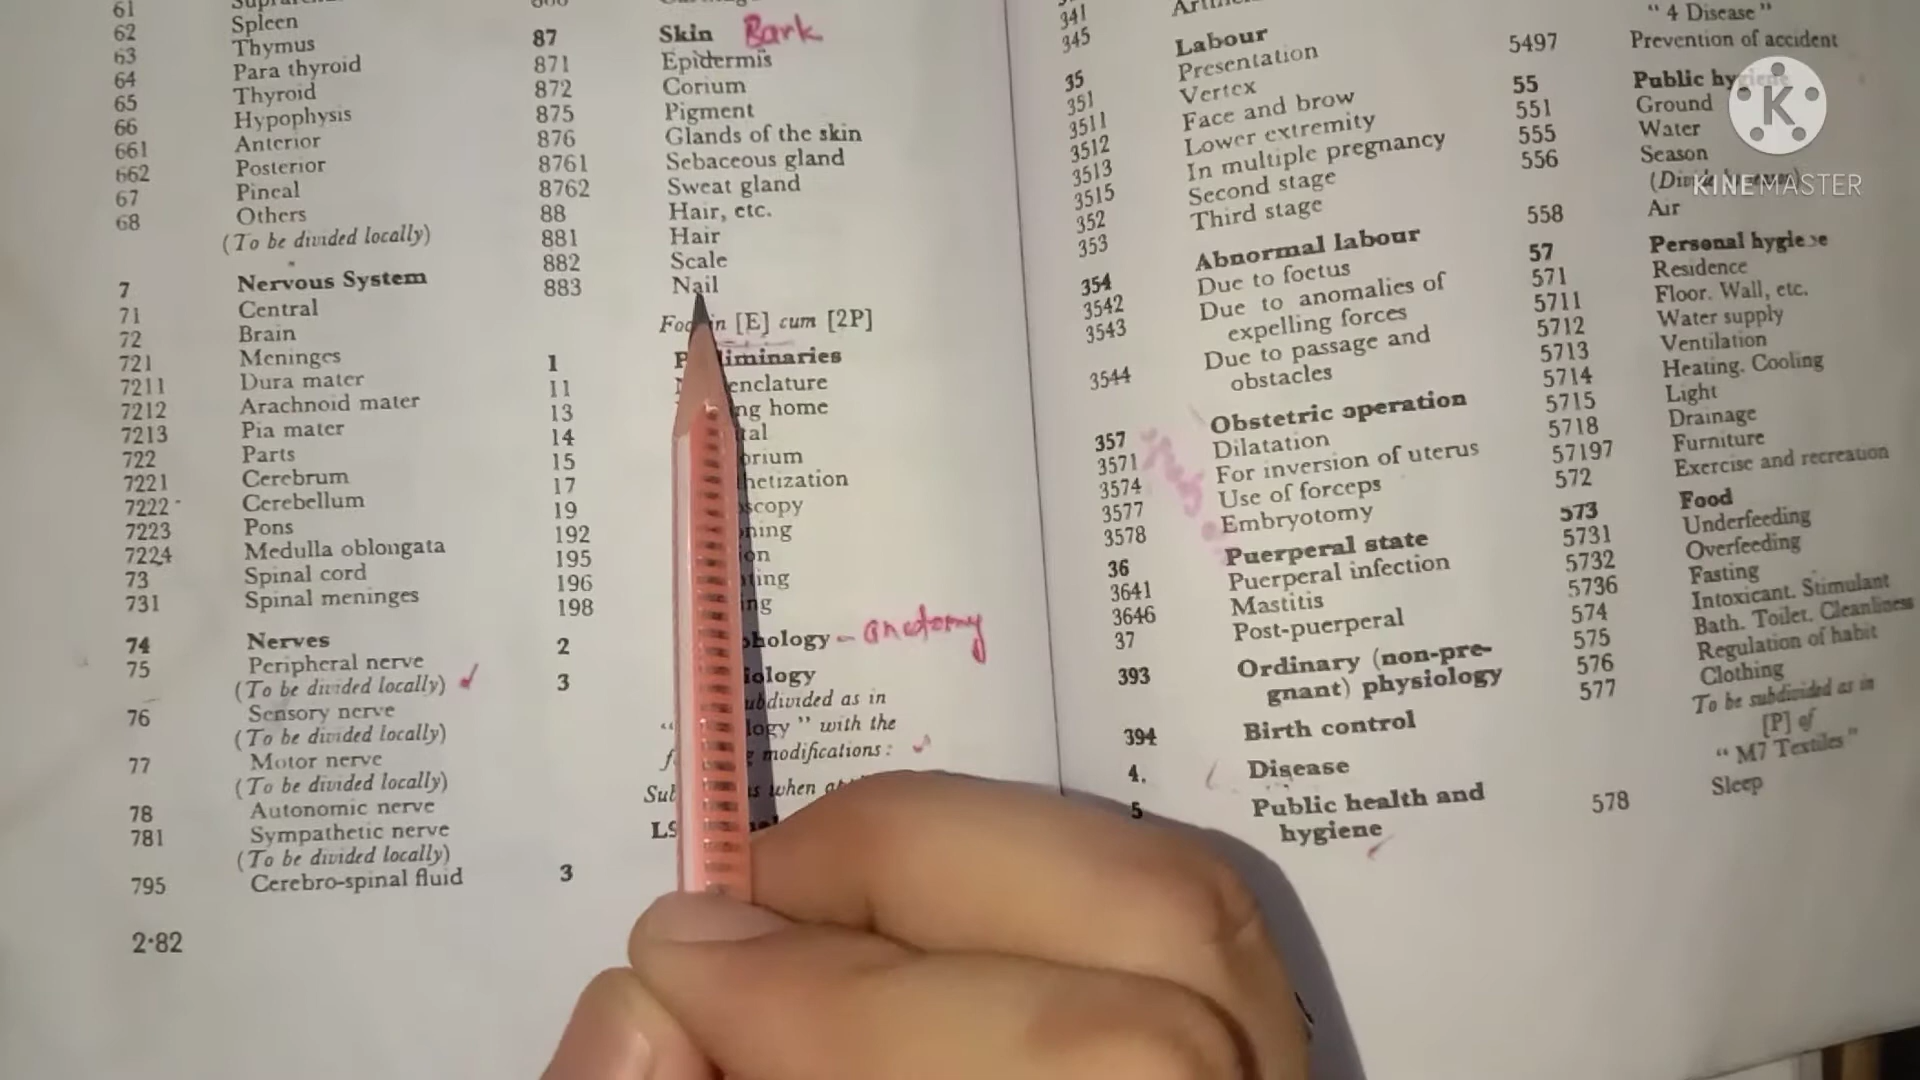 61
62 Spleen
63 Thymus
64 Para thyroid
65 Thyroid
66 Hypophysis
661 Anterior
662 Posterior
67 Pineal
68 Others
(To be divided locally)
7 Nervous System
71 Central
72 Brain
721 Meninges
7211 Dura mater
7212 Arachnoid mater
7213 Pia mater
722 Parts
7221 Cerebrum
7222 Cerebellum
7223 Pons
7224 Medulla oblongata
73 Spinal cord
731 Spinal meninges
74 Nerves
75 Peripheral nerve
(To be divided locally)
76 Sensory nerve
(To be divided locally)
77 Motor nerve
(To be divided locally)
78 Autonomic nerve
781 Sympathetic nerve
(To be divided locally)
795 Cerebro-spinal fluid
2·82
87 Skin Bark
871 Epidermis
872 Corium
875 Pigment
876 Glands of the skin
8761 Sebaceous gland
8762 Sweat gland
88 Hair, etc.
881 Hair
882 Scale
883 Nail
in [E] cum [2P]
1
11
13 home
14
15
17
19
192
195
196
198
2 - anatomy
3
as in
" with the
modifications:
when
3
341
345 Labour
35 Presentation
351 Vertex
3511 Face and brow
3512 Lower extremity
3513 In multiple pregnancy
3515 Second stage
352 Third stage
353 Abnormal labour
354 Due to foetus
3542 Due to anomalies of
3543 expelling forces
Due to passage and
3544 obstacles
Obstetric operation
357 Dilatation
3571 For inversion of uterus
3574 Use of forceps
3577 Embryotomy
3578 Puerperal state
36 Puerperal infection
3641 Mastitis
3646 Post-puerperal
37 Ordinary (non-pre-
393 gnant) physiology
Birth control
394 Disease
4. Public health and
5 hygiene
"4 Disease"
5497 Prevention of accident
55 Public
551 Ground
555 Water
556 Season
558 Air
57 Personal hygiene
571 Residence
5711 Floor. Wall, etc.
5712 Water supply
5713 Ventilation
5714 Heating. Cooling
5715 Light
5718 Drainage
57197 Furniture
572 Exercise and recreation
573 Food
5731 Underfeeding
5732 Overfeeding
5736 Fasting
574 Intoxicant. Stimulant
575 Bath. Toilet. Cleanliness
576 Regulation of habit
577 Clothing
To be subdivided as in
[P] of
"M7 Textiles"
578 Sleep
K
KINEMASTER